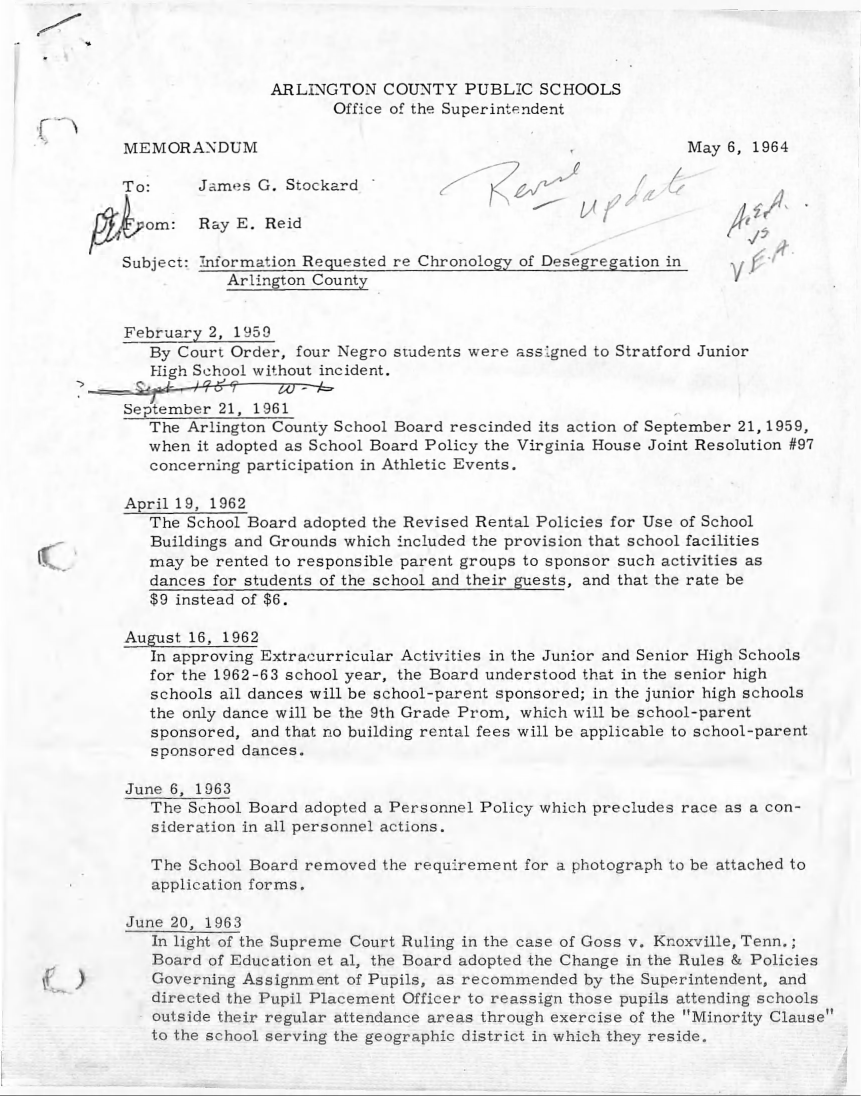 ARLINGTON COUNTY PUBLIC SCHOOLS
Office of the Superintendent
MEMORANDUM May 6, 1964
To: James G. Stockard
Revise
update
A.E.A.
vs
V.E.A.
From: Ray E. Reid
Subject: Information Requested re Chronology of Desegregation in
Arlington County
February 2, 1959
By Court Order, four Negro students were assigned to Stratford Junior
High School without incident.
? Sept. 1959 W-L
September 21, 1961
The Arlington County School Board rescinded its action of September 21, 1959,
when it adopted as School Board Policy the Virginia House Joint Resolution #97
concerning participation in Athletic Events.
April 19, 1962
The School Board adopted the Revised Rental Policies for Use of School
Buildings and Grounds which included the provision that school facilities
may be rented to responsible parent groups to sponsor such activities as
dances for students of the school and their guests, and that the rate be
$9 instead of $6.
August 16, 1962
In approving Extracurricular Activities in the Junior and Senior High Schools
for the 1962-63 school year, the Board understood that in the senior high
schools all dances will be school-parent sponsored; in the junior high schools
the only dance will be the 9th Grade Prom, which will be school-parent
sponsored, and that no building rental fees will be applicable to school-parent
sponsored dances.
June 6, 1963
The School Board adopted a Personnel Policy which precludes race as a con-
sideration in all personnel actions.
The School Board removed the requirement for a photograph to be attached to
application forms.
June 20, 1963
In light of the Supreme Court Ruling in the case of Goss v. Knoxville, Tenn.;
Board of Education et al, the Board adopted the Change in the Rules & Policies
Governing Assignment of Pupils, as recommended by the Superintendent, and
directed the Pupil Placement Officer to reassign those pupils attending schools
outside their regular attendance areas through exercise of the "Minority Clause"
to the school serving the geographic district in which they reside.